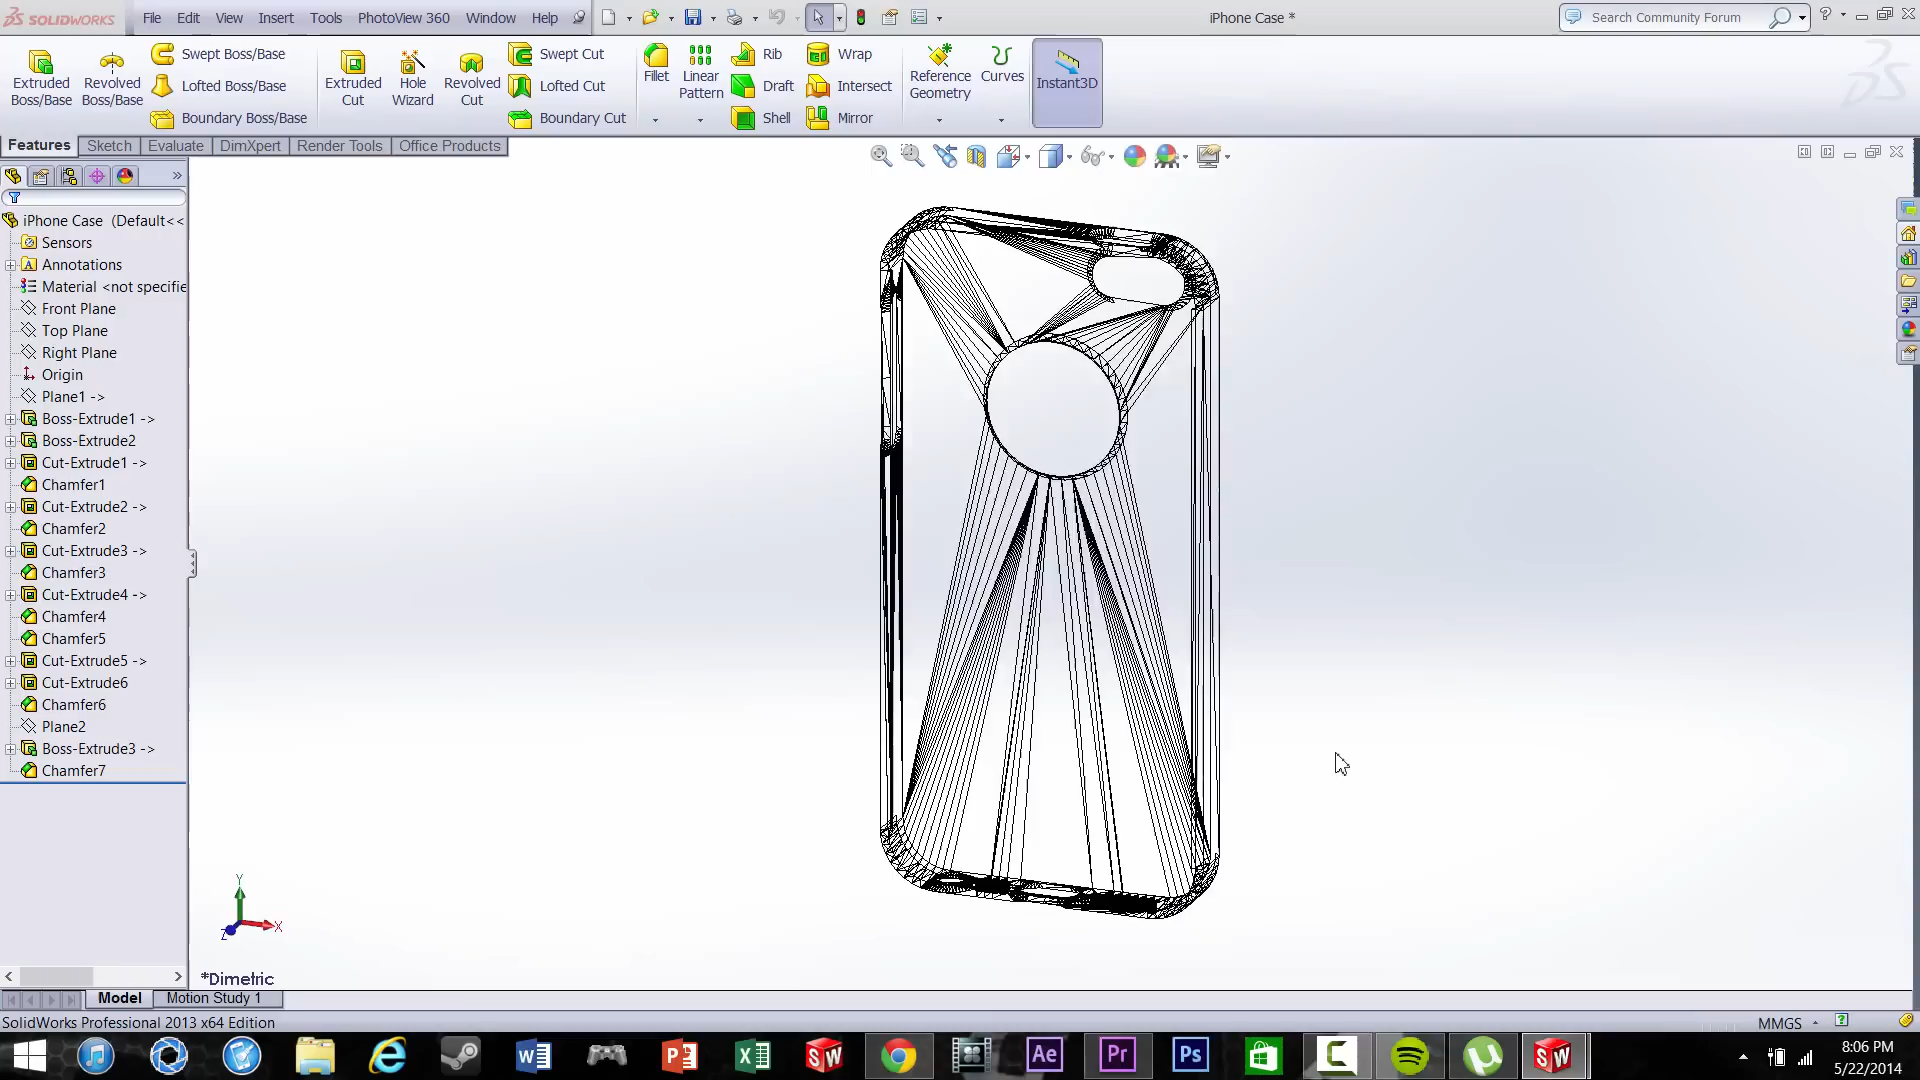 SOLIDWORKS File Edit View Insert Tools PhotoView 360 Window Help iPhone Case * Search Community Forum
Extruded Boss/Base
Revolved Boss/Base
Swept Boss/Base
Lofted Boss/Base
Boundary Boss/Base
Extruded Cut
Hole Wizard
Revolved Cut
Swept Cut
Lofted Cut
Boundary Cut
Fillet
Linear Pattern
Rib
Draft
Shell
Wrap
Intersect
Mirror
Reference Geometry
Curves
Instant3D
Features Sketch Evaluate DimXpert Render Tools Office Products
iPhone Case (Default<<
Sensors
Annotations
Material <not specifie
Front Plane
Top Plane
Right Plane
Origin
Plane1 ->
Boss-Extrude1 ->
Boss-Extrude2
Cut-Extrude1 ->
Chamfer1
Cut-Extrude2 ->
Chamfer2
Cut-Extrude3 ->
Chamfer3
Cut-Extrude4 ->
Chamfer4
Chamfer5
Cut-Extrude5 ->
Cut-Extrude6
Chamfer6
Plane2
Boss-Extrude3 ->
Chamfer7
Y
X
Z
*Dimetric
Model Motion Study 1
SolidWorks Professional 2013 x64 Edition MMGS
SW Ae Pr Ps SW
8:06 PM
5/22/2014